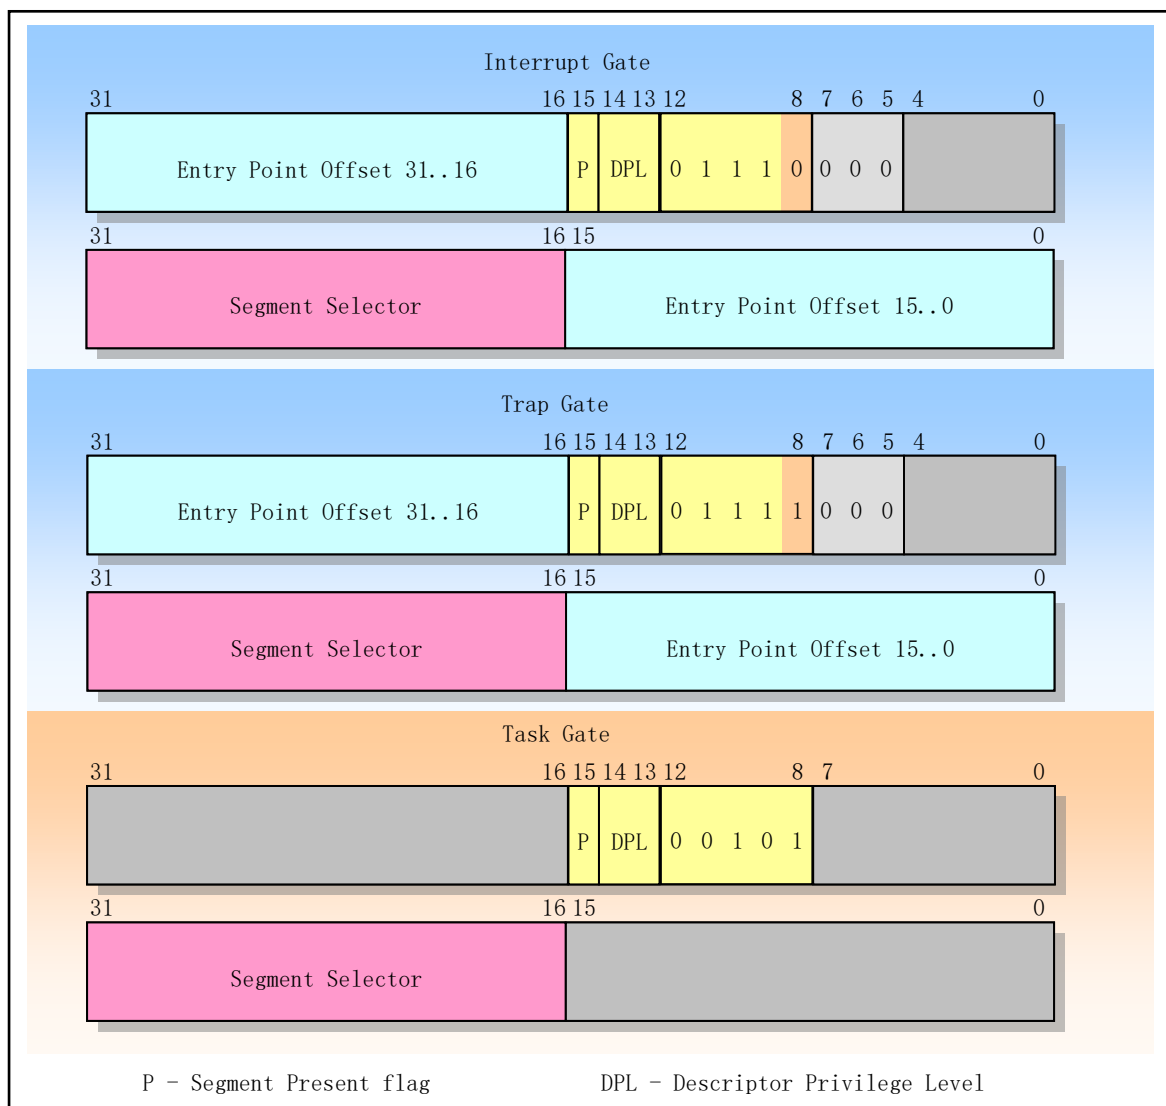 Interrupt Gate
31 16 15 14 13 12 8 7 6 5 4 0
Entry Point Offset 31..16 P DPL 0 1 1 1 0 0 0 0
31 16 15 0
Segment Selector Entry Point Offset 15..0
Trap Gate
31 16 15 14 13 12 8 7 6 5 4 0
Entry Point Offset 31..16 P DPL 0 1 1 1 1 0 0 0
31 16 15 0
Segment Selector Entry Point Offset 15..0
Task Gate
31 16 15 14 13 12 8 7 0
P DPL 0 0 1 0 1
31 16 15 0
Segment Selector
P - Segment Present flag DPL - Descriptor Privilege Level